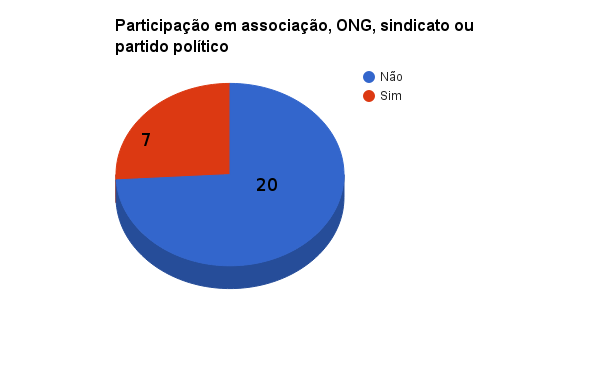 Participação em associação, ONG, sindicato ou
partido político
Não
Sim
7
20